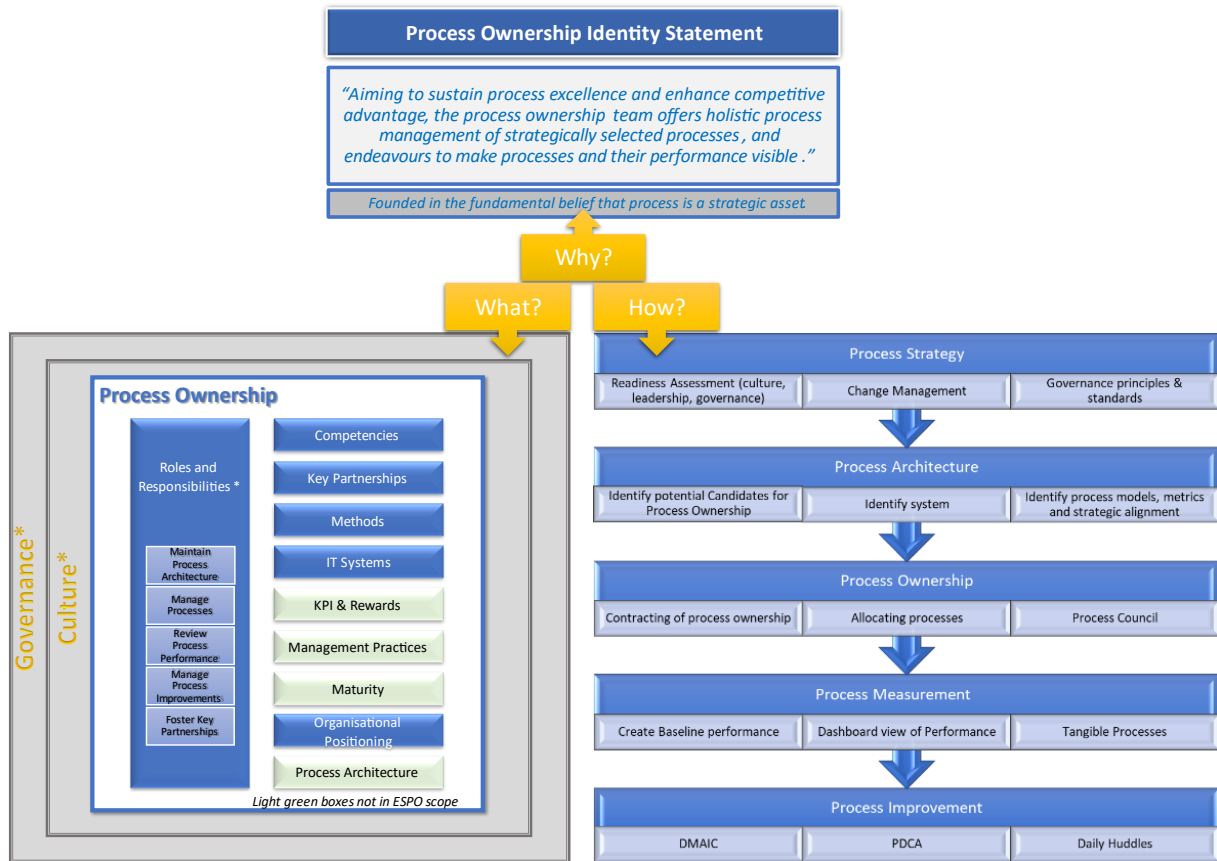 Process Ownership Identity Statement
“Aiming to sustain process excellence and enhance competitive
advantage, the process ownership team offers holistic process
management of strategically selected processes , and
endeavours to make processes and their performance visible .”
Founded in the fundamental belief that process is a strategic asset.
Why?
What?
How?
Governance*
Culture*
Process Ownership
Roles and
Responsibilities *
Maintain
Process
Architecture
Manage
Processes
Review
Process
Performance
Manage
Process
Improvements
Foster Key
Partnerships
Competencies
Key Partnerships
Methods
IT Systems
KPI & Rewards
Management Practices
Maturity
Organisational
Positioning
Process Architecture
Light green boxes not in ESPO scope
Process Strategy
Readiness Assessment (culture,
leadership, governance)
Change Management
Governance principles &
standards
Process Architecture
Identify potential Candidates for
Process Ownership
Identify system
Identify process models, metrics
and strategic alignment
Process Ownership
Contracting of process ownership
Allocating processes
Process Council
Process Measurement
Create Baseline performance
Dashboard view of Performance
Tangible Processes
Process Improvement
DMAIC
PDCA
Daily Huddles